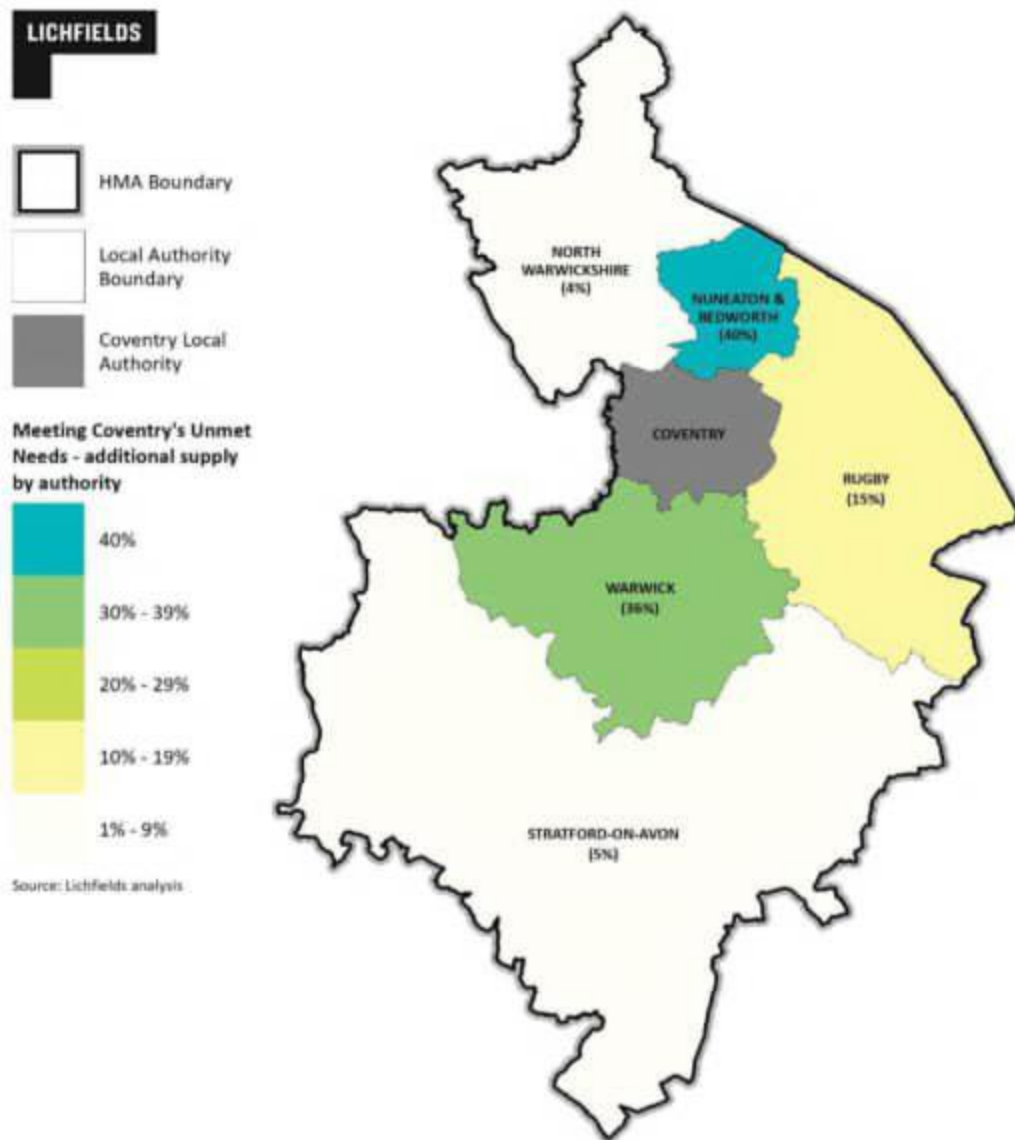 LICHFIELDS
HMA Boundary
Local Authority
Boundary
Coventry Local
Authority
Meeting Coventry's Unmet
Needs - additional supply
by authority
40%
30% - 39%
20% - 29%
10% - 19%
1% - 9%
Source: Lichfields analysis
NORTH
WARWICKSHIRE
(4%)
NUNEATON &
BEDWORTH
(40%)
COVENTRY
RUGBY
(15%)
WARWICK
(36%)
STRATFORD-ON-AVON
(5%)